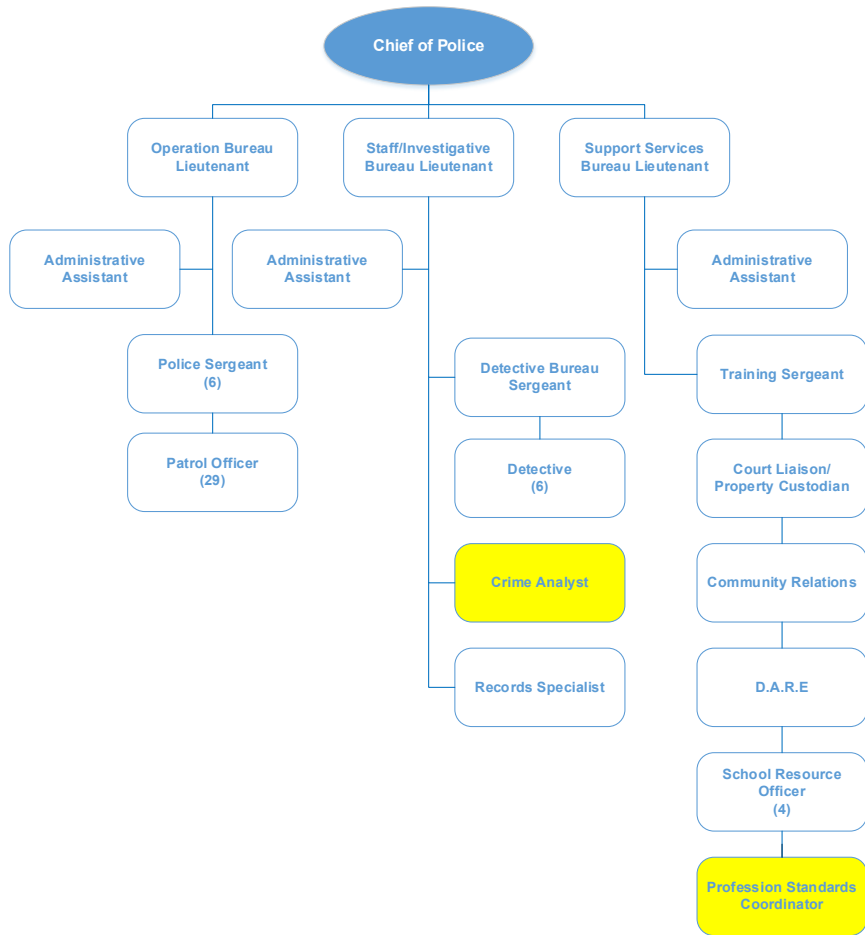 Chief of Police
Operation Bureau
Lieutenant
Staff/Investigative
Bureau Lieutenant
Support Services
Bureau Lieutenant
Administrative
Assistant
Administrative
Assistant
Administrative
Assistant
Police Sergeant
(6)
Detective Bureau
Sergeant
Training Sergeant
Patrol Officer
(29)
Detective
(6)
Court Liaison/
Property Custodian
Crime Analyst
Community Relations
Records Specialist
D.A.R.E
School Resource
Officer
(4)
Profession Standards
Coordinator